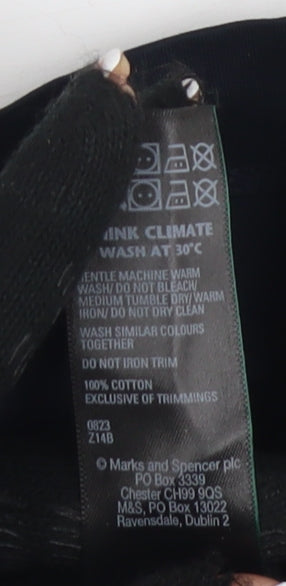 INK CLIMATE
WASH AT 30°C
ENTLE MACHINE WARM
WASH/ DO NOT BLEACH/
MEDIUM TUMBLE DRY/ WARM
IRON/ DO NOT DRY CLEAN
WASH SIMILAR COLOURS
TOGETHER
DO NOT IRON TRIM
100% COTTON
EXCLUSIVE OF TRIMMINGS
0823
Z14B
© Marks and Spencer plc
PO Box 3339
Chester CH99 9QS
M&S, PO Box 13022
Ravensdale, Dublin 2